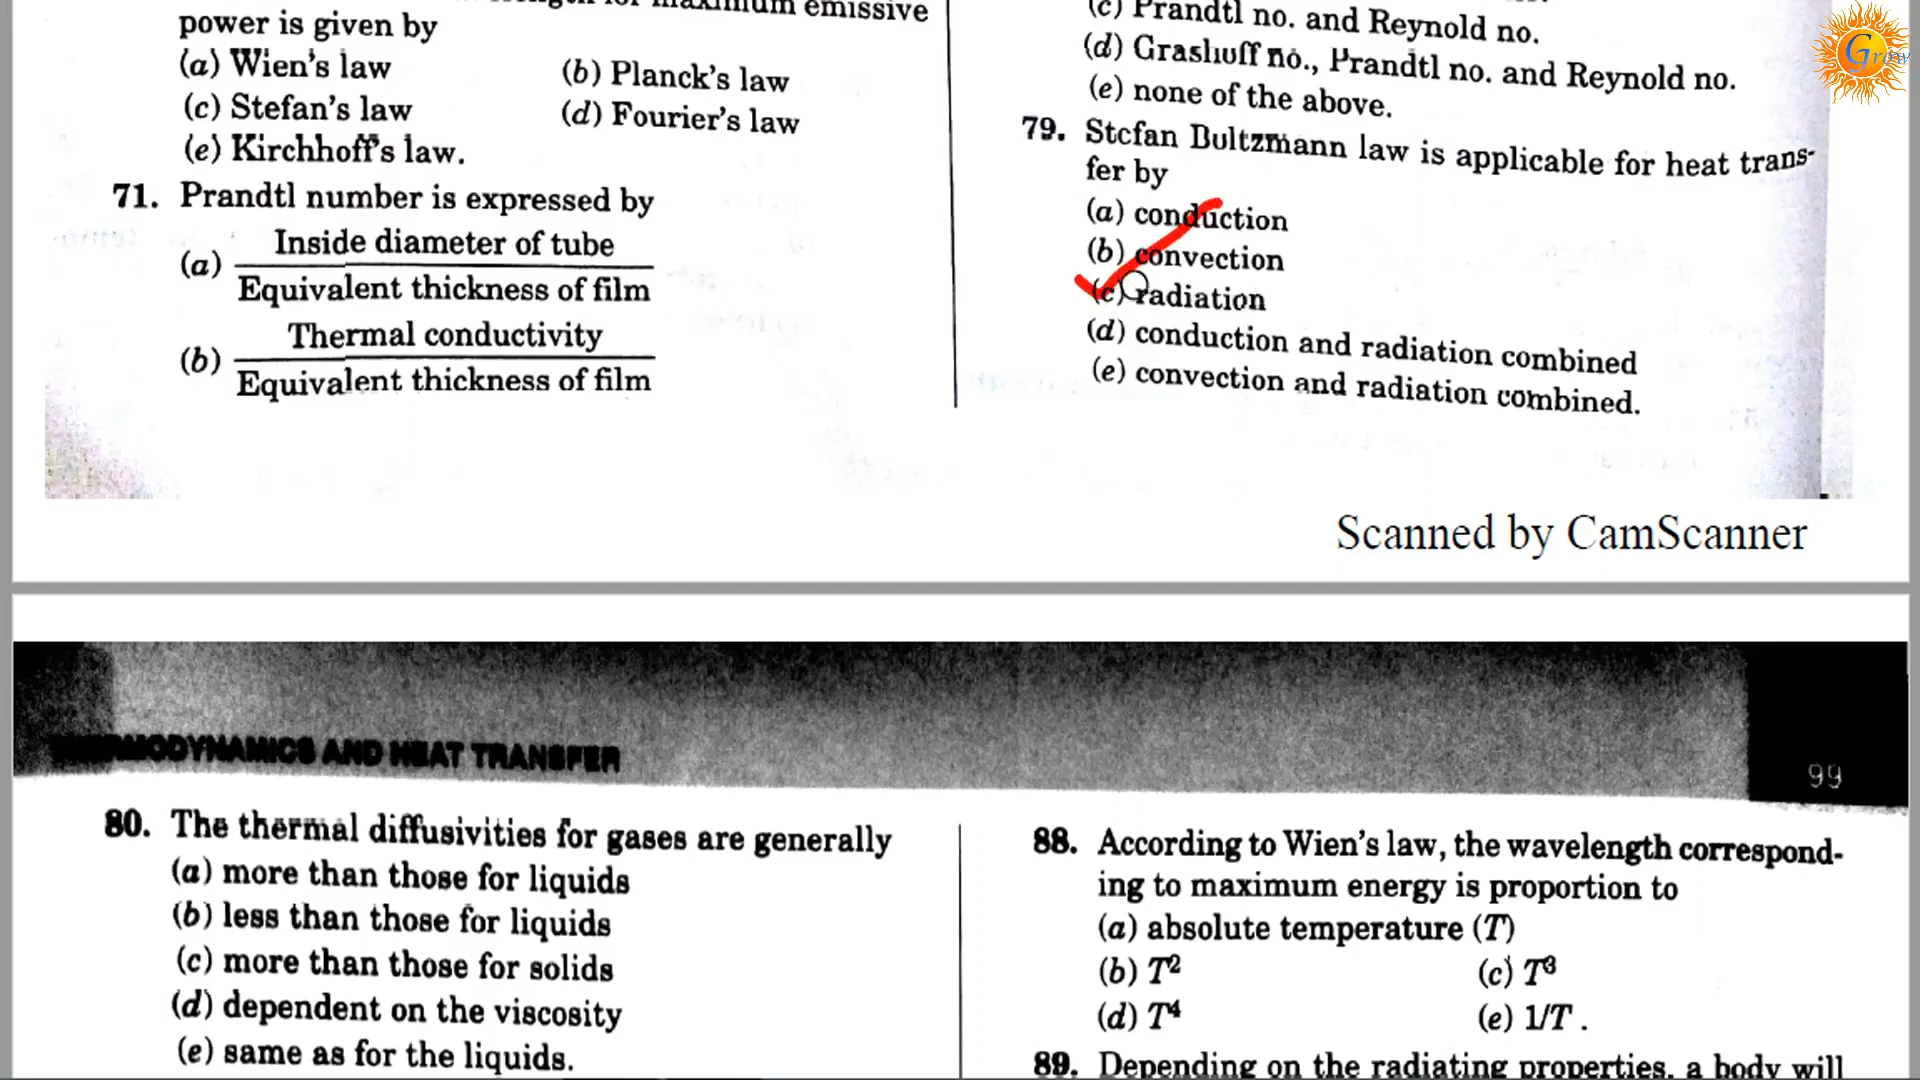 maximum emissive
power is given by
(a) Wien's law (b) Planck's law
(c) Stefan's law (d) Fourier's law
(e) Kirchhoff's law.
71. Prandtl number is expressed by
(a) Inside diameter of tube
Equivalent thickness of film
(b) Thermal conductivity
Equivalent thickness of film
(c) Prandtl no. and Reynold no.
(d) Grashoff no., Prandtl no. and Reynold no.
(e) none of the above.
79. Stefan Bultzmann law is applicable for heat trans-
fer by
(a) conduction
(b) convection
(c) radiation
(d) conduction and radiation combined
(e) convection and radiation combined.
Scanned by CamScanner
THERMODYNAMICS AND HEAT TRANSFER
99
80. The thermal diffusivities for gases are generally
(a) more than those for liquids
(b) less than those for liquids
(c) more than those for solids
(d) dependent on the viscosity
(e) same as for the liquids.
88. According to Wien's law, the wavelength correspond-
ing to maximum energy is proportion to
(a) absolute temperature (T)
(b) T² (c) T³
(d) T⁴ (e) 1/T .
89. Depending on the radiating properties, a body will
Grow